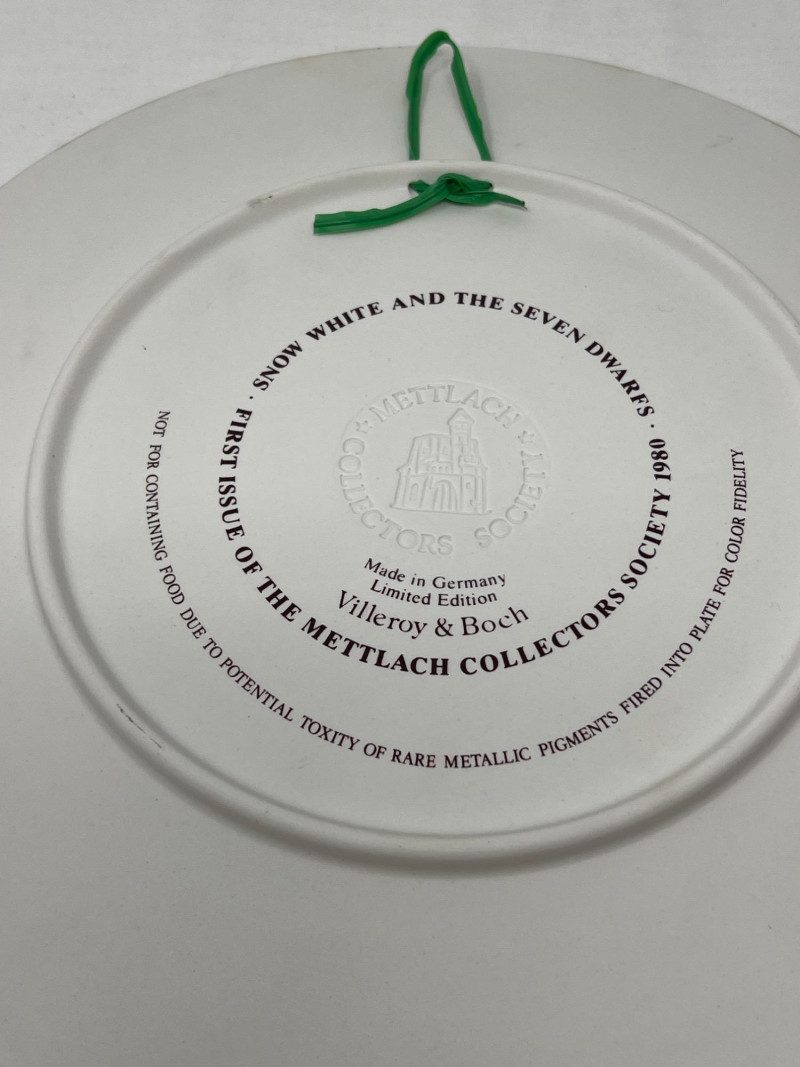 SNOW WHITE AND THE SEVEN DWARFS ·
FIRST ISSUE OF THE METTLACH COLLECTORS SOCIETY 1980 ·
METTLACH
COLLECTORS SOCIETY
Made in Germany
Limited Edition
Villeroy & Boch
NOT FOR CONTAINING FOOD DUE TO POTENTIAL TOXITY OF RARE METALLIC PIGMENTS FIRED INTO PLATE FOR COLOR FIDELITY